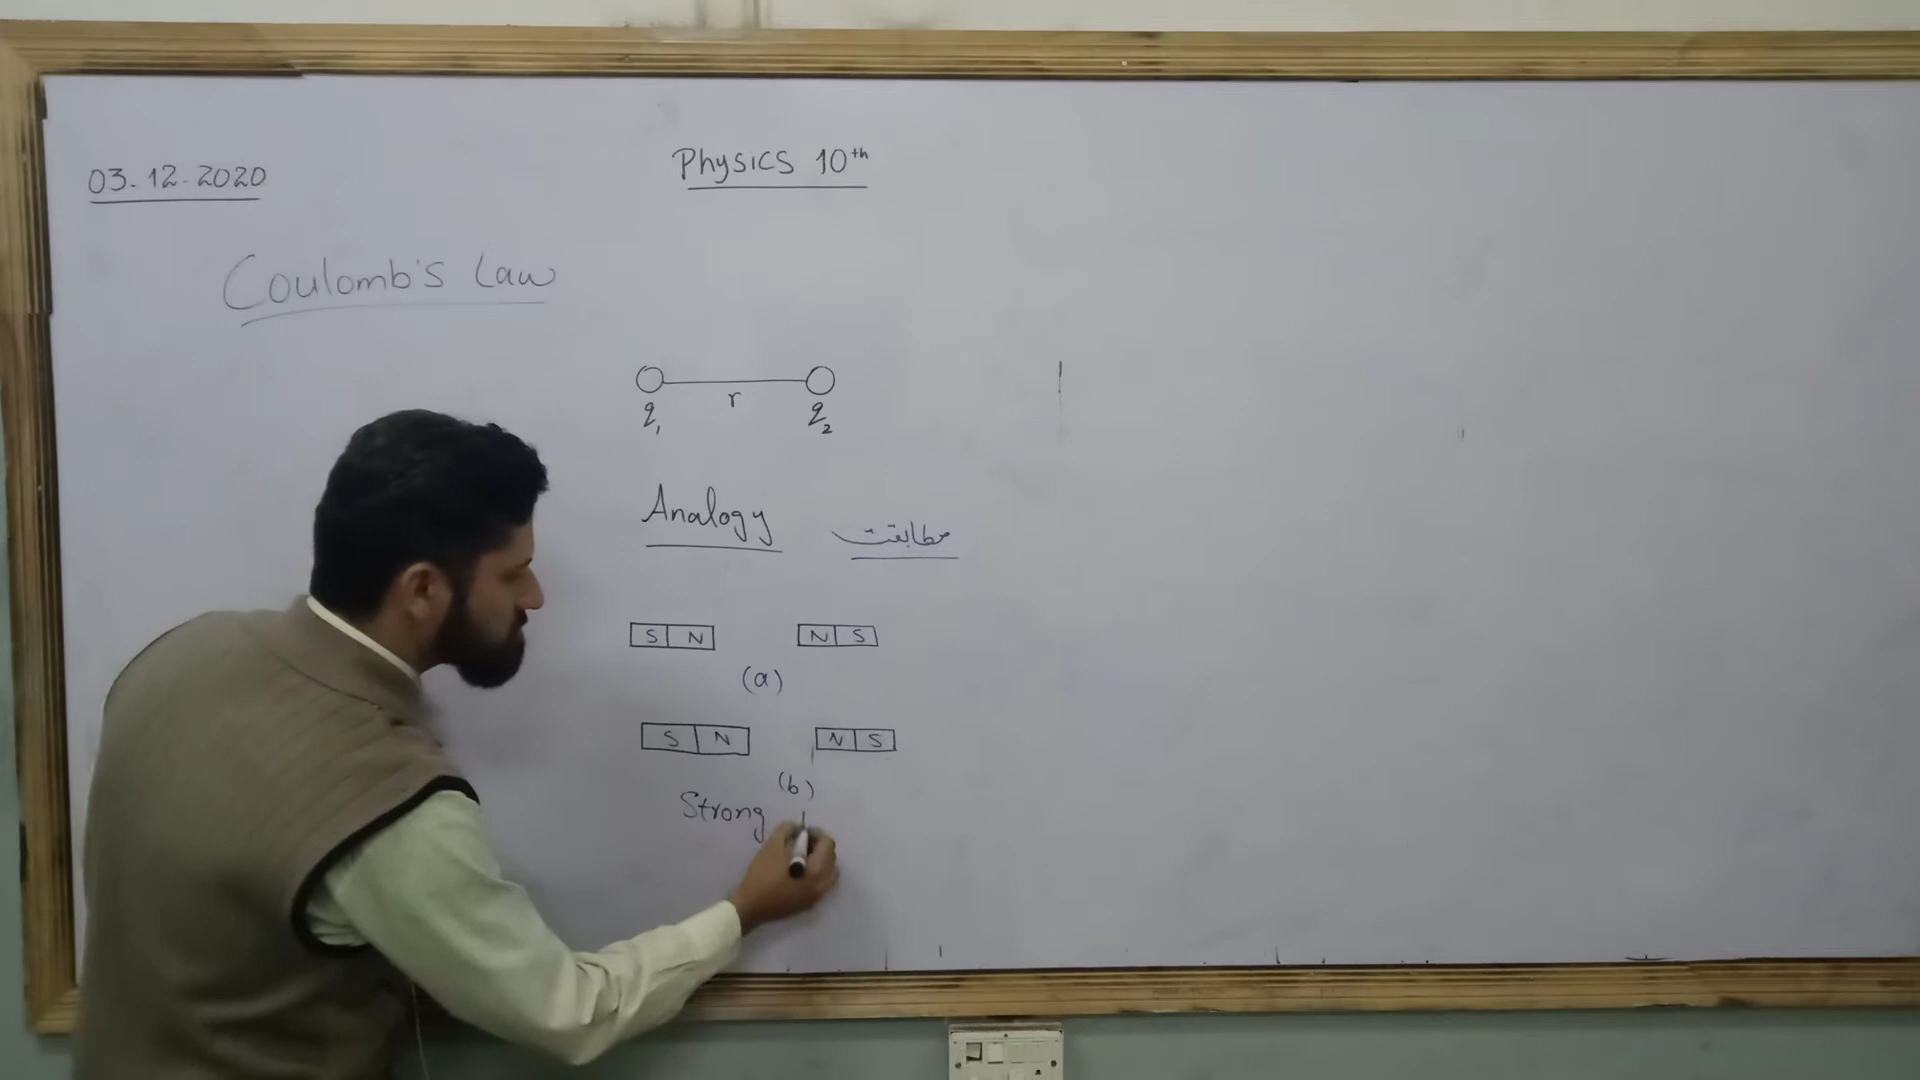 Physics 10th
03.12.2020
Coulomb's Law
r
q1 q2
Analogy مطابقت
S N N S
(a)
S N N S
(b)
Strong